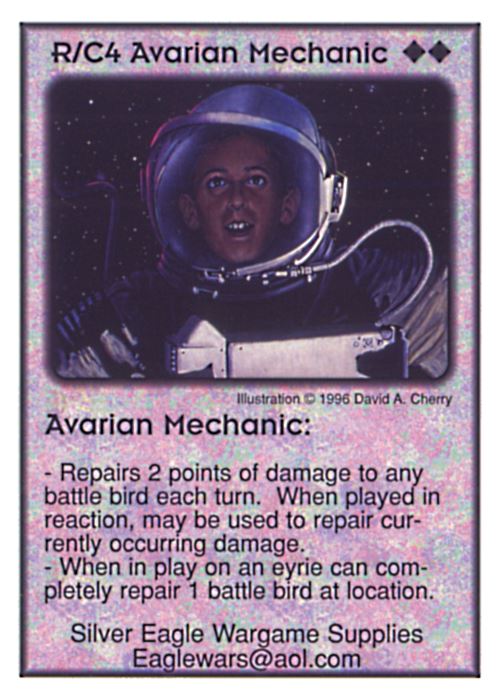 R/C4 Avarian Mechanic ◆◆
Illustration © 1996 David A. Cherry
Avarian Mechanic:
- Repairs 2 points of damage to any
battle bird each turn. When played in
reaction, may be used to repair cur-
rently occurring damage.
- When in play on an eyrie can com-
pletely repair 1 battle bird at location.
Silver Eagle Wargame Supplies
Eaglewars@aol.com